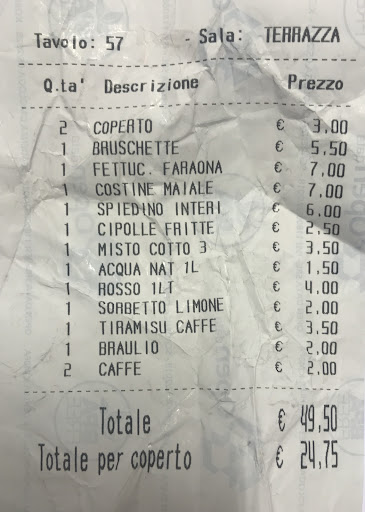 Tavolo: 57 - Sala: TERRAZZA
Q.ta' Descrizione Prezzo
2 COPERTO € 3,00
1 BRUSCHETTE € 5,50
1 FETTUC. FARAONA € 7,00
1 COSTINE MAIALE € 7,00
1 SPIEDINO INTERI € 6,00
1 CIPOLLE FRITTE € 2,50
1 MISTO COTTO 3 € 3,50
1 ACQUA NAT 1L € 1,50
1 ROSSO 1LT € 4,00
1 SORBETTO LIMONE € 2,00
1 TIRAMISU CAFFE € 3,50
1 BRAULIO € 2,00
2 CAFFE € 2,00
Totale € 49,50
Totale per coperto € 24,75